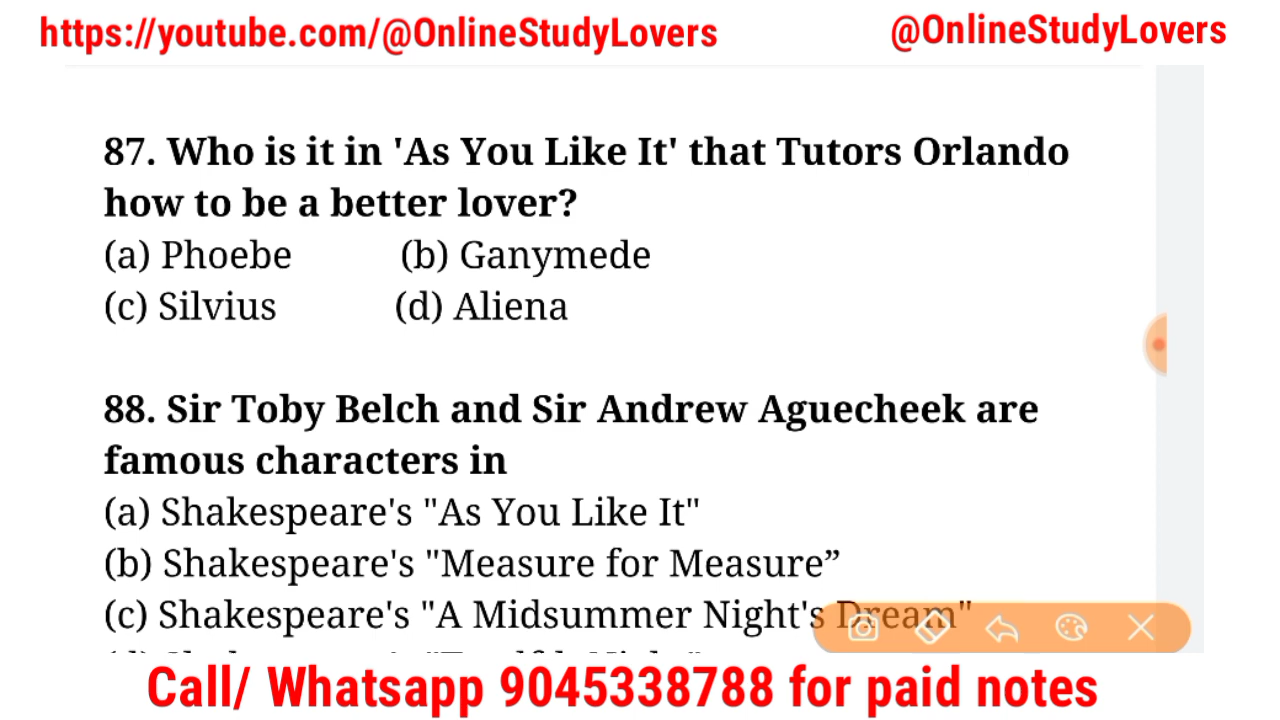 https://youtube.com/@OnlineStudyLovers @OnlineStudyLovers
87. Who is it in 'As You Like It' that Tutors Orlando
how to be a better lover?
(a) Phoebe (b) Ganymede
(c) Silvius (d) Aliena
88. Sir Toby Belch and Sir Andrew Aguecheek are
famous characters in
(a) Shakespeare's "As You Like It"
(b) Shakespeare's "Measure for Measure”
(c) Shakespeare's "A Midsummer Night's Dream"
Call/ Whatsapp 9045338788 for paid notes